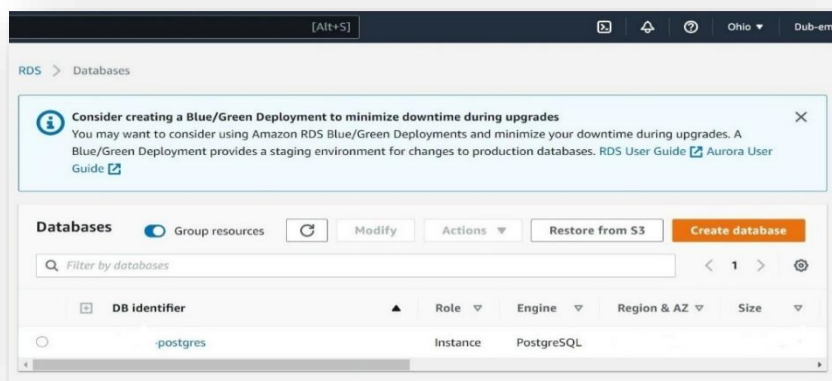 [Alt+S]
Ohio
Dub-em
RDS > Databases
Consider creating a Blue/Green Deployment to minimize downtime during upgrades
You may want to consider using Amazon RDS Blue/Green Deployments and minimize your downtime during upgrades. A
Blue/Green Deployment provides a staging environment for changes to production databases. RDS User Guide Aurora User
Guide
Databases
Group resources
Modify
Actions
Restore from S3
Create database
Filter by databases
1
DB identifier
Role
Engine
Region & AZ
Size
-postgres
Instance
PostgreSQL